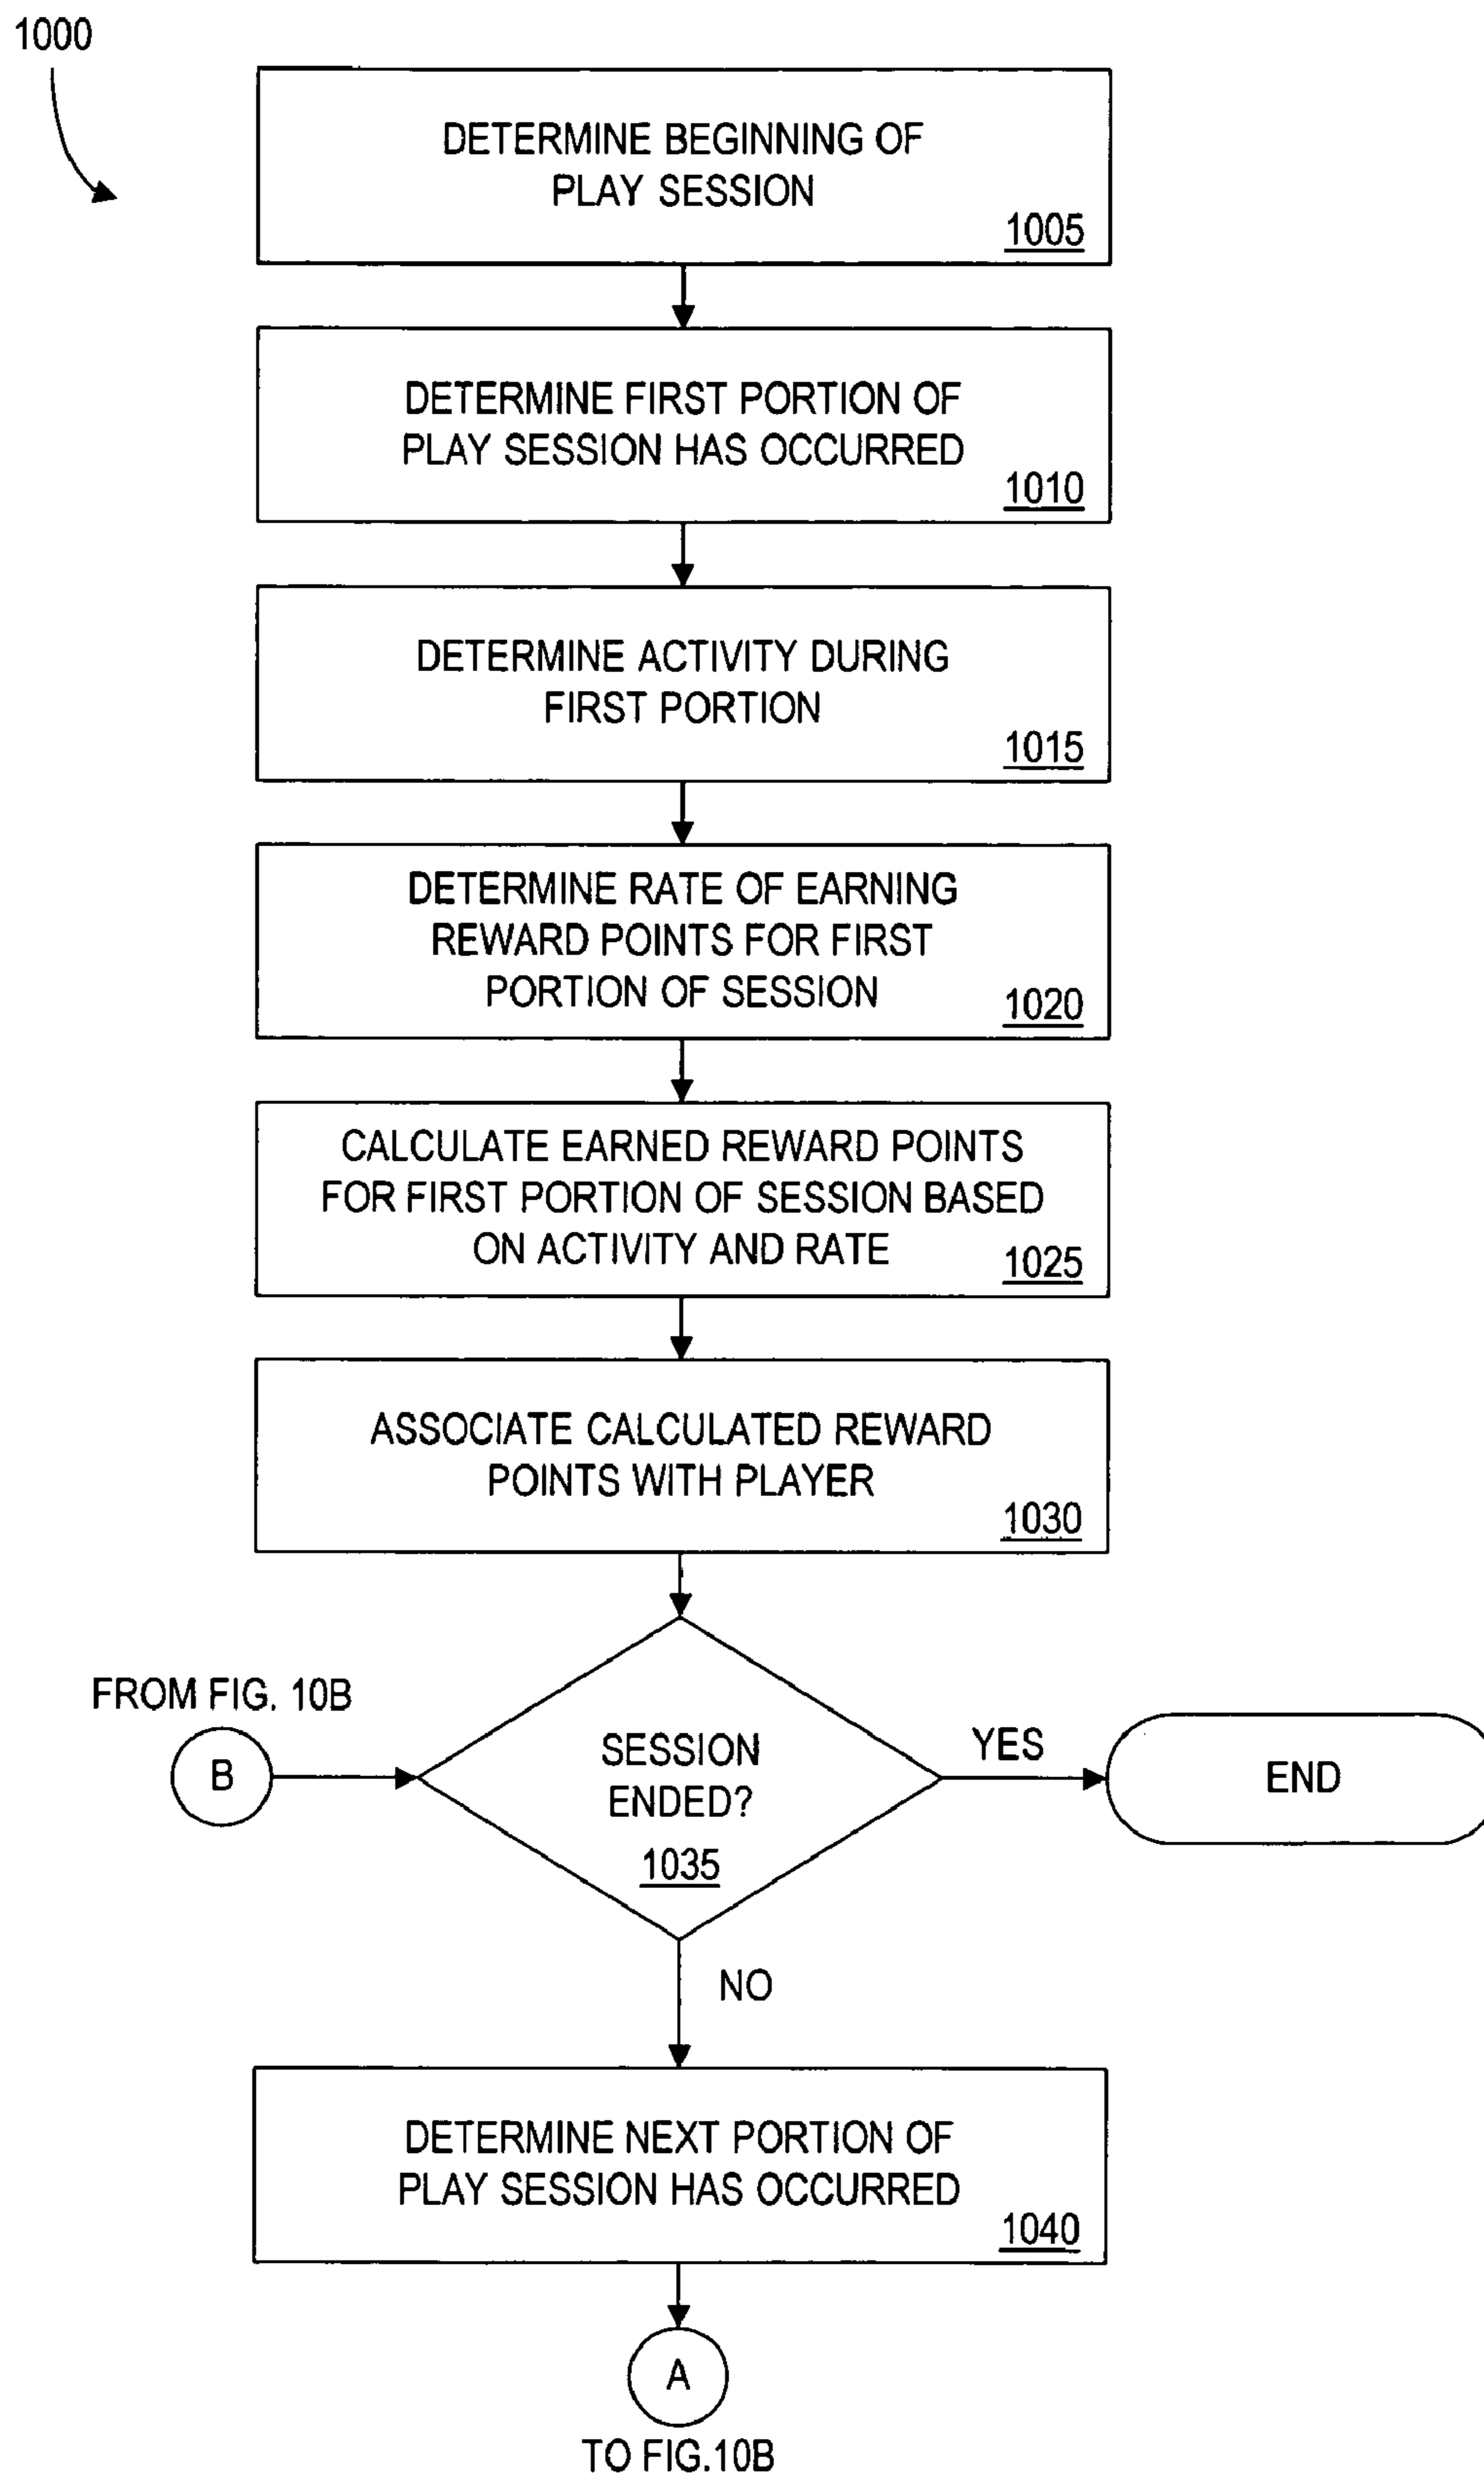 1000
DETERMINE BEGINNING OF
PLAY SESSION
1005
DETERMINE FIRST PORTION OF
PLAY SESSION HAS OCCURRED
1010
DETERMINE ACTIVITY DURING
FIRST PORTION
1015
DETERMINE RATE OF EARNING
REWARD POINTS FOR FIRST
PORTION OF SESSION
1020
CALCULATE EARNED REWARD POINTS
FOR FIRST PORTION OF SESSION BASED
ON ACTIVITY AND RATE
1025
ASSOCIATE CALCULATED REWARD
POINTS WITH PLAYER
1030
FROM FIG. 10B
B
SESSION
ENDED?
1035
YES
END
NO
DETERMINE NEXT PORTION OF
PLAY SESSION HAS OCCURRED
1040
A
TO FIG.10B